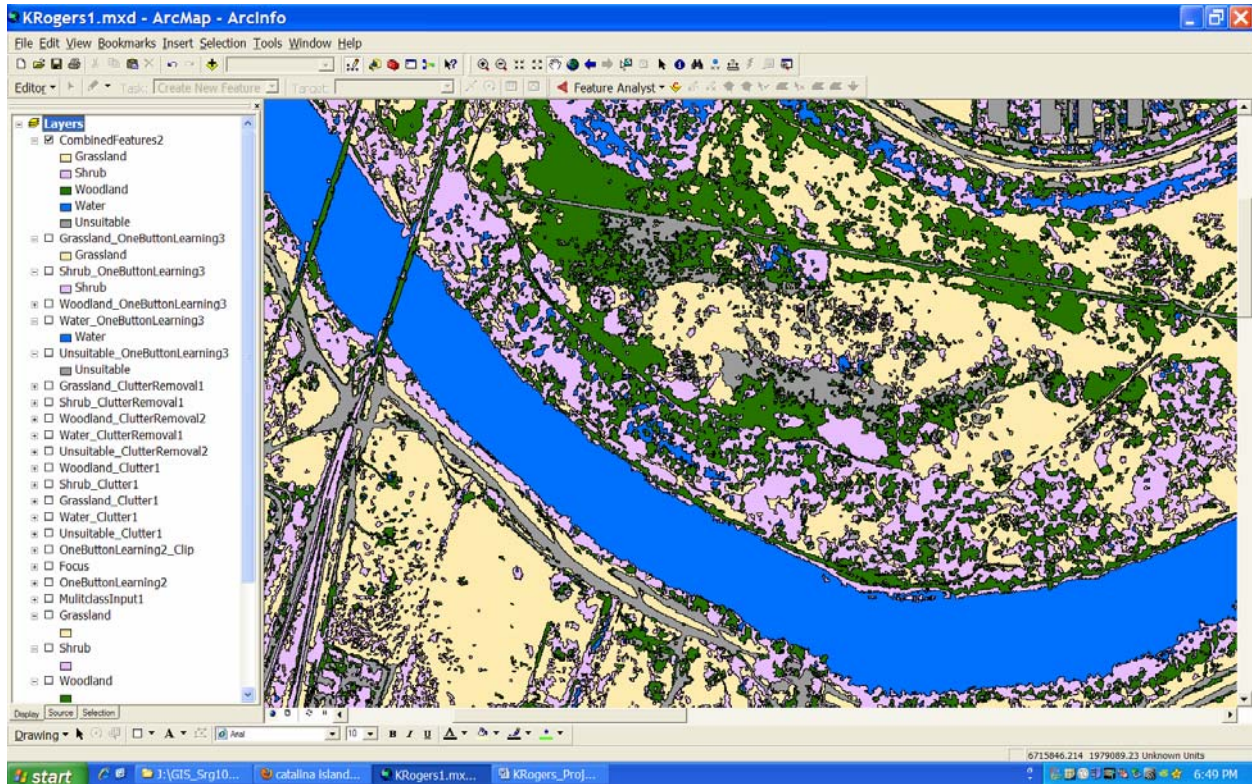 KRogers1.mxd - ArcMap - ArcInfo
File Edit View Bookmarks Insert Selection Tools Window Help
Editor Task: Create New Feature Target: Feature Analyst
Layers
CombinedFeatures2
Grassland
Shrub
Woodland
Water
Unsuitable
Grassland_OneButtonLearning3
Grassland
Shrub_OneButtonLearning3
Shrub
Woodland_OneButtonLearning3
Water_OneButtonLearning3
Water
Unsuitable_OneButtonLearning3
Unsuitable
Grassland_ClutterRemoval1
Shrub_ClutterRemoval1
Woodland_ClutterRemoval2
Water_ClutterRemoval1
Unsuitable_ClutterRemoval2
Woodland_Clutter1
Shrub_Clutter1
Grassland_Clutter1
Water_Clutter1
Unsuitable_Clutter1
OneButtonLearning2_Clip
Focus
OneButtonLearning2
MulitclassInput1
Grassland
Shrub
Woodland
Display Source Selection
Drawing A Arial 10 B I U A
6715846.214 1979089.23 Unknown Units
start J:\GIS_Srg10... catalina island... KRogers1.mx... KRogers_Proj... 6:49 PM